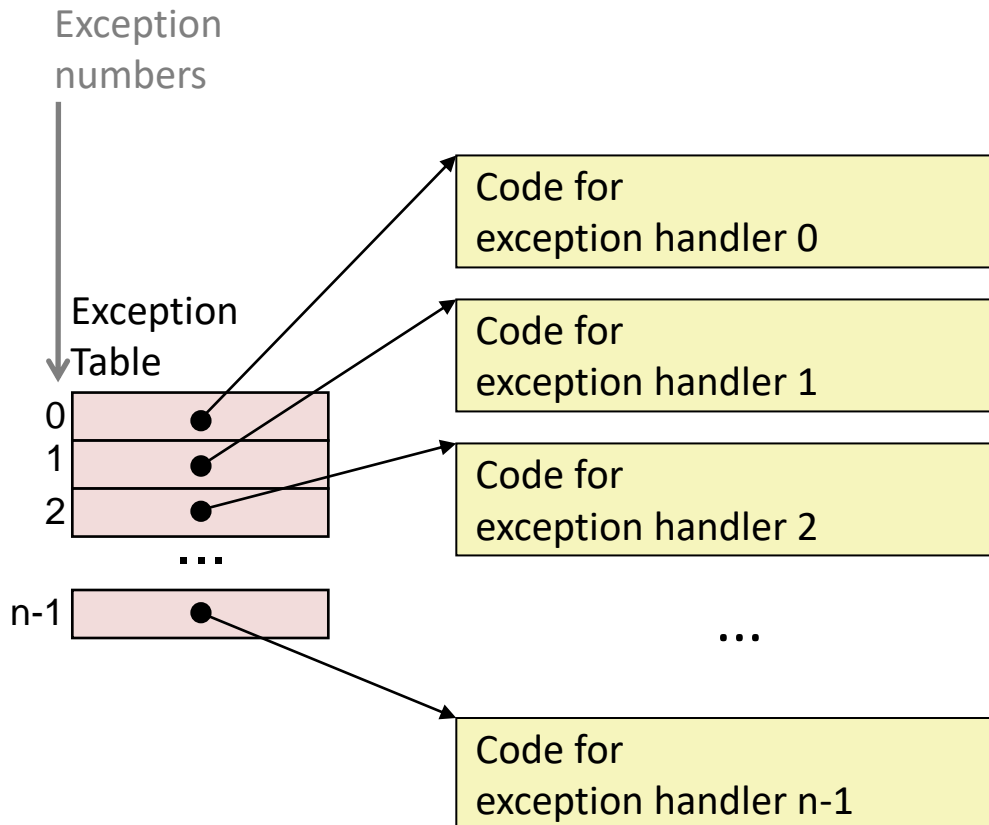 Exception
numbers
Exception
Table
0
1
2
...
n-1
Code for
exception handler 0
Code for
exception handler 1
Code for
exception handler 2
...
Code for
exception handler n-1